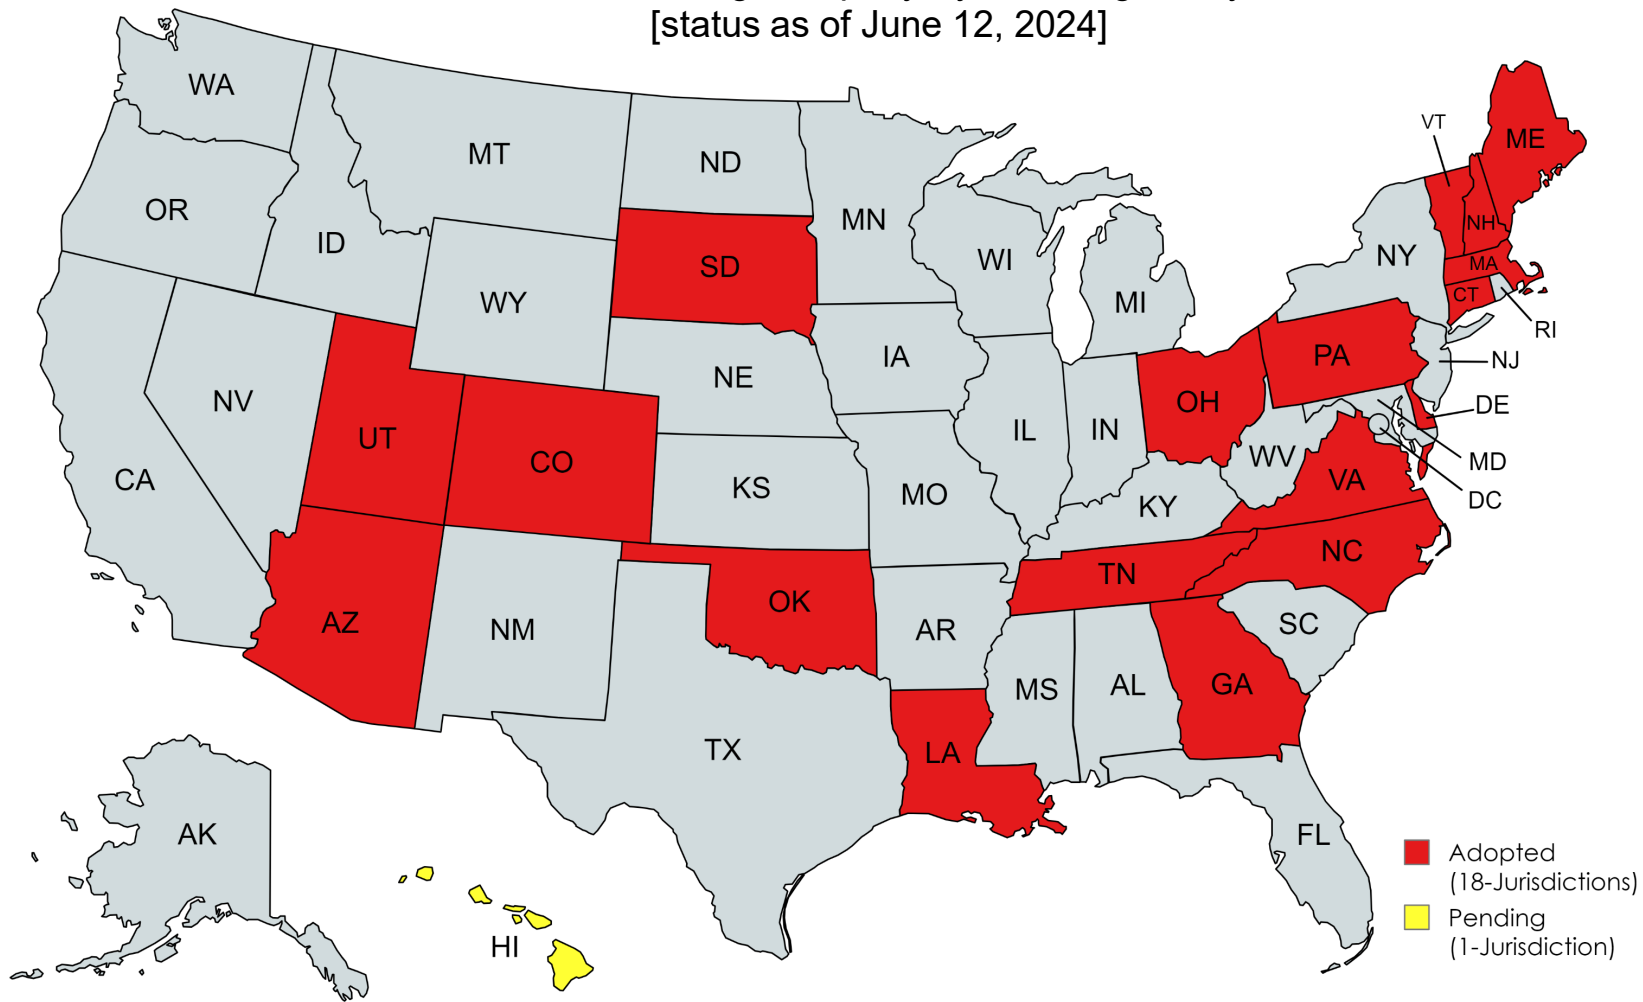 [status as of June 12, 2024]
WA
MT
ND
VT
ME
OR
ID
MN
WI
NH
NY
MA
SD
WY
MI
CT
RI
IA
PA
NJ
NE
NV
OH
DE
UT
CO
IL
IN
WV
MD
CA
KS
MO
VA
DC
KY
NC
TN
OK
AZ
NM
AR
SC
MS
AL
GA
TX
LA
AK
FL
HI
Adopted
(18-Jurisdictions)
Pending
(1-Jurisdiction)